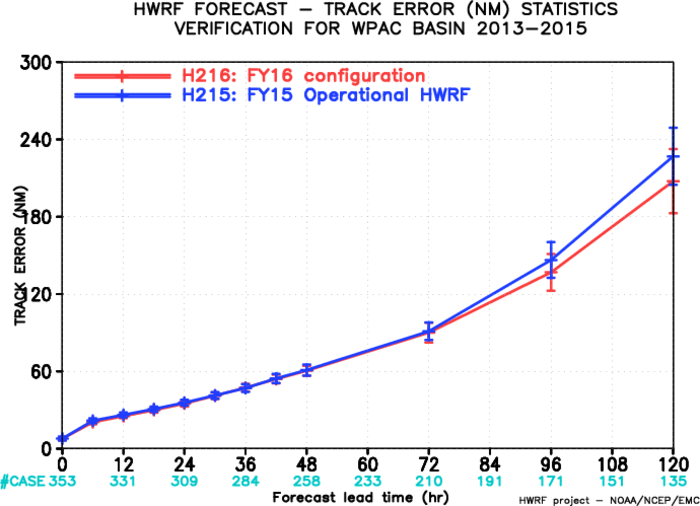 HWRF FORECAST – TRACK ERROR (NM) STATISTICS
VERIFICATION FOR WPAC BASIN 2013–2015
H216: FY16 configuration
H215: FY15 Operational HWRF
TRACK ERROR (NM)
300
240
180
120
60
0
0 12 24 36 48 60 72 84 96 108 120
#CASE 353 331 309 284 258 233 210 191 171 151 135
Forecast lead time (hr)
HWRF project – NOAA/NCEP/EMC